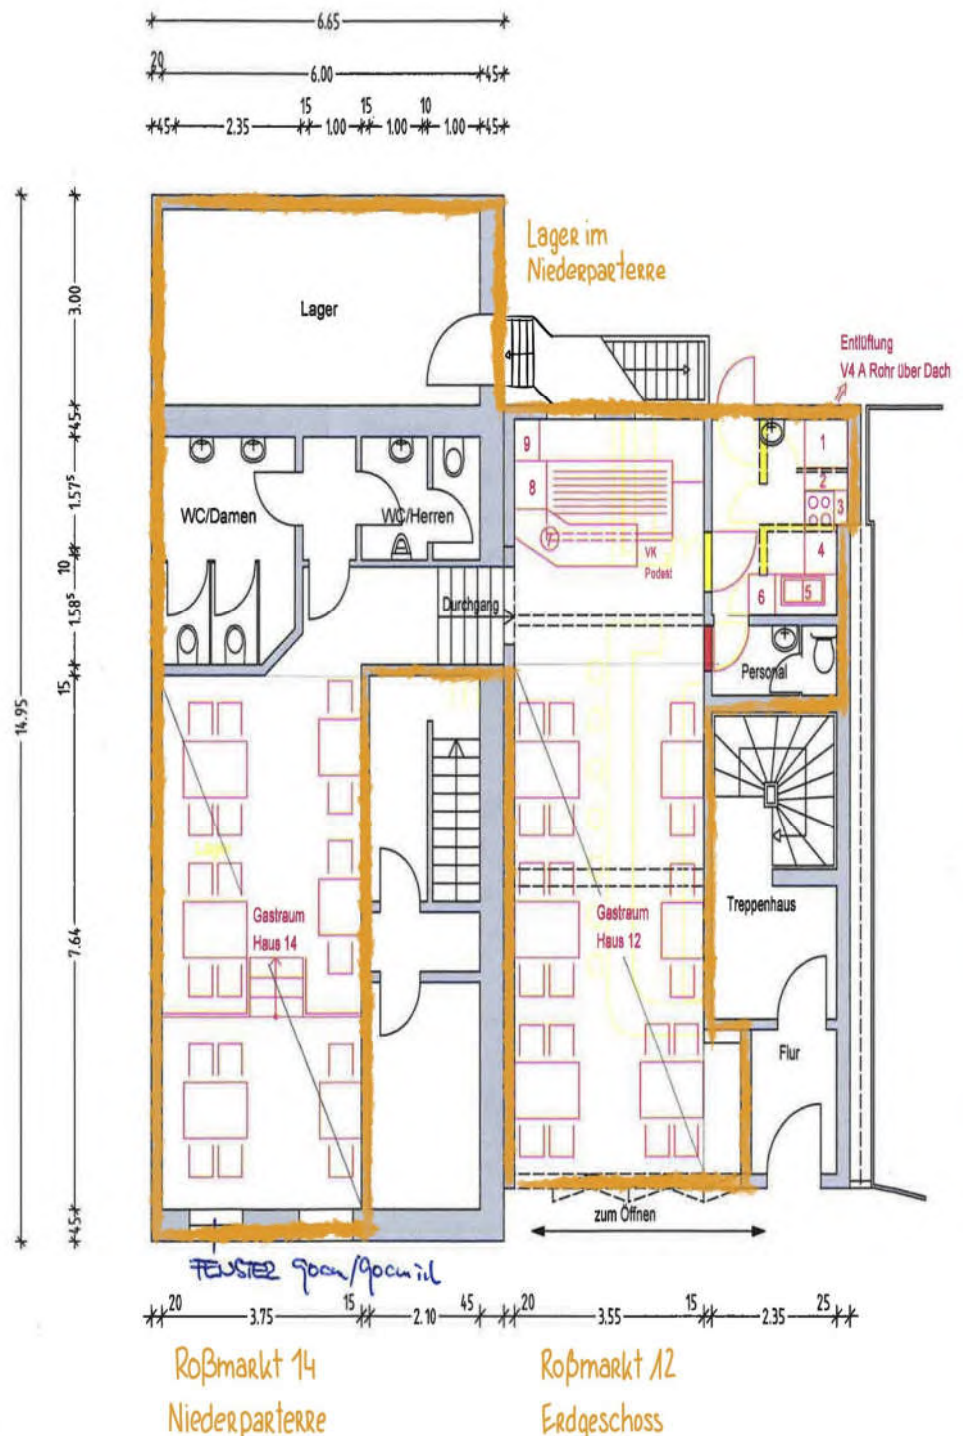 6.65
20 6.00 45
15 15 10
45 2.35 1.00 1.00 1.00 45
Lager im
Niederparterre
3.00
Lager
Entlüftung
V4 A Rohr über Dach
45
9
1
2
8
3
1.57⁵
WC/Damen
WC/Herren
7
VK
Podest
4
10
6
5
1.58⁵
Durchgang
Personal
15
14.95
Lager
7.64
Gastraum
Haus 14
Gastraum
Haus 12
Treppenhaus
Flur
45
zum Öffnen
FENSTER 90cm/90cm
20 3.75 15 2.10 45 20 3.55 15 2.35 25
Roßmarkt 14
Niederparterre
Roßmarkt 12
Erdgeschoss